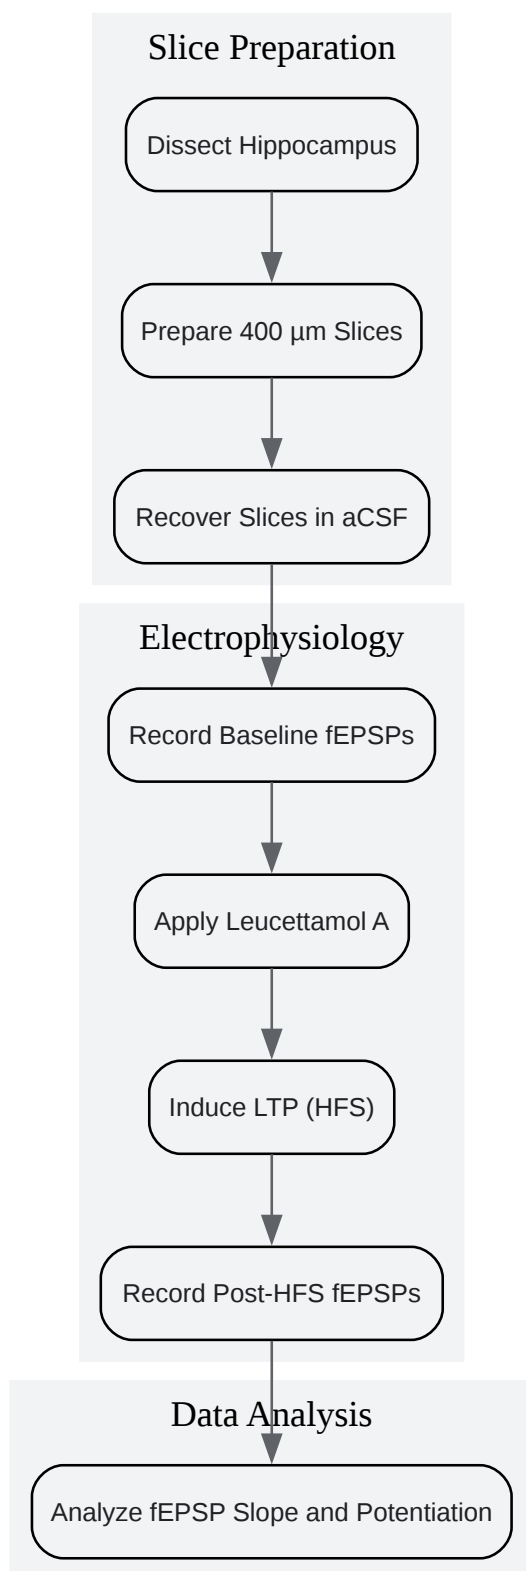 Slice Preparation
Dissect Hippocampus
Prepare 400 µm Slices
Recover Slices in aCSF
Electrophysiology
Record Baseline fEPSPs
Apply Leucettamol A
Induce LTP (HFS)
Record Post-HFS fEPSPs
Data Analysis
Analyze fEPSP Slope and Potentiation